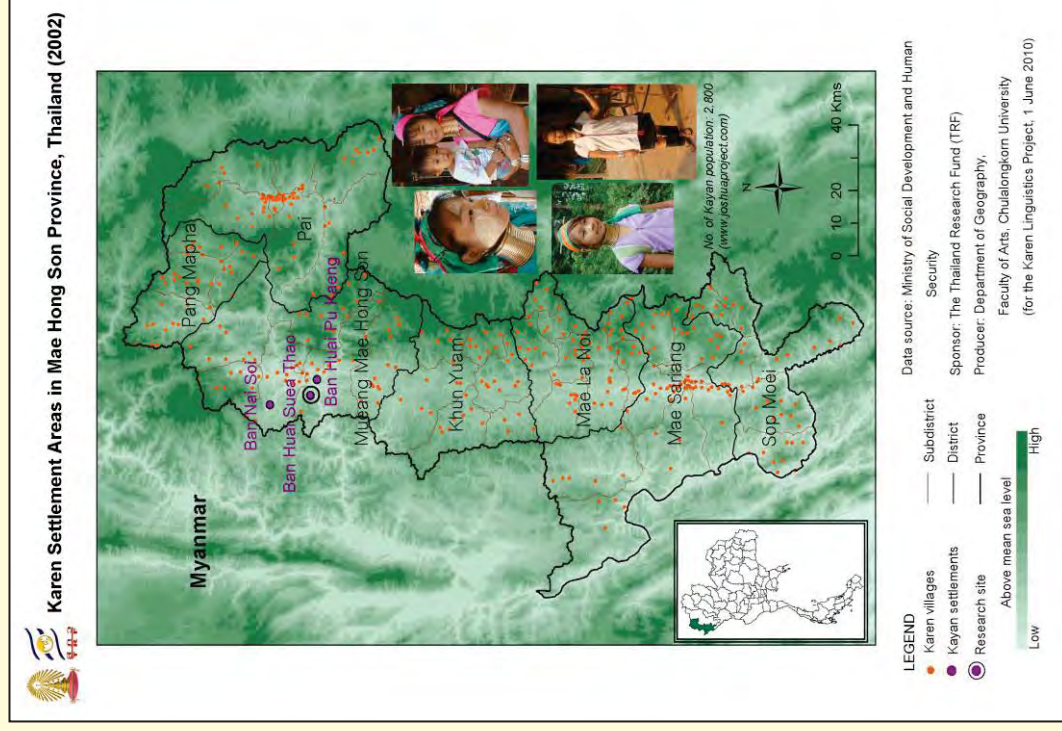 Karen Settlement Areas in Mae Hong Son Province, Thailand (2002)
Myanmar
Pang Mapha
Pai
Ban Nai Soi
Ban Huai Suea Thao
Ban Huai Pu Kaeng
Mueang Mae Hong Son
Khun Yuam
Mae La Noi
Mae Sariang
Sop Moei
No. of Kayan population: 2.800
(www.joshuaproject.com)
N
0 10 20 40 Kms
LEGEND
Karen villages
Kayan settlements
Research site
Subdistrict
District
Province
Above mean sea level
Low High
Data source: Ministry of Social Development and Human
Security
Sponsor: The Thailand Research Fund (TRF)
Producer: Department of Geography,
Faculty of Arts, Chulalongkorn University
(for the Karen Linguistics Project, 1 June 2010)